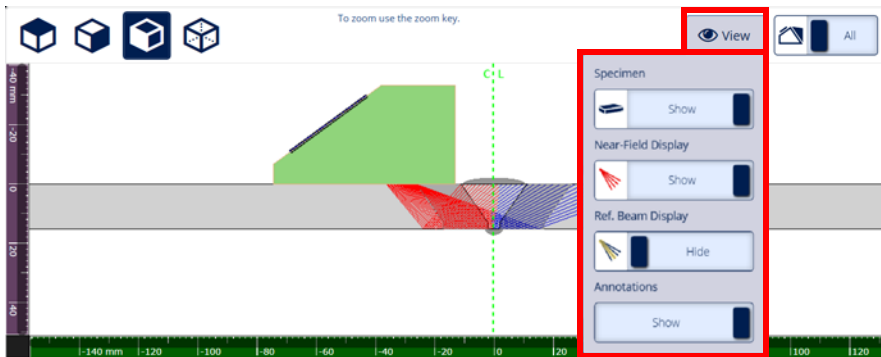 To zoom use the zoom key.
View
All
Specimen
Show
Near-Field Display
Show
Ref. Beam Display
Hide
Annotations
Show
C L
-40 mm
-20
0
20
40
-140 mm -120 -100 -80 -60 -40 -20 0 20 100 120